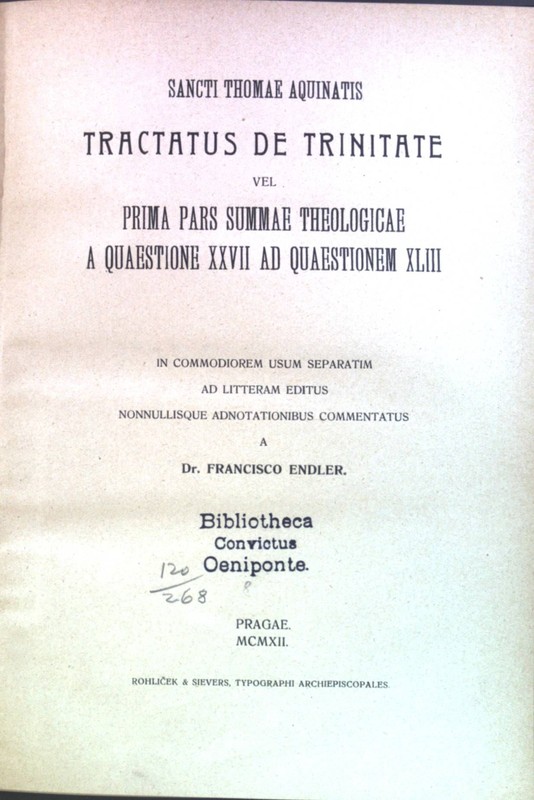 SANCTI THOMAE AQUINATIS
TRACTATUS DE TRINITATE
VEL
PRIMA PARS SUMMAE THEOLOGICAE
A QUAESTIONE XXVII AD QUAESTIONEM XLIII
IN COMMODIOREM USUM SEPARATIM
AD LITTERAM EDITUS
NONNULLISQUE ADNOTATIONIBUS COMMENTATUS
A
Dr. FRANCISCO ENDLER.
Bibliotheca
Convictus
Oeniponte.
120
268
PRAGAE.
MCMXII.
ROHLIČEK & SIEVERS, TYPOGRAPHI ARCHIEPISCOPALES.